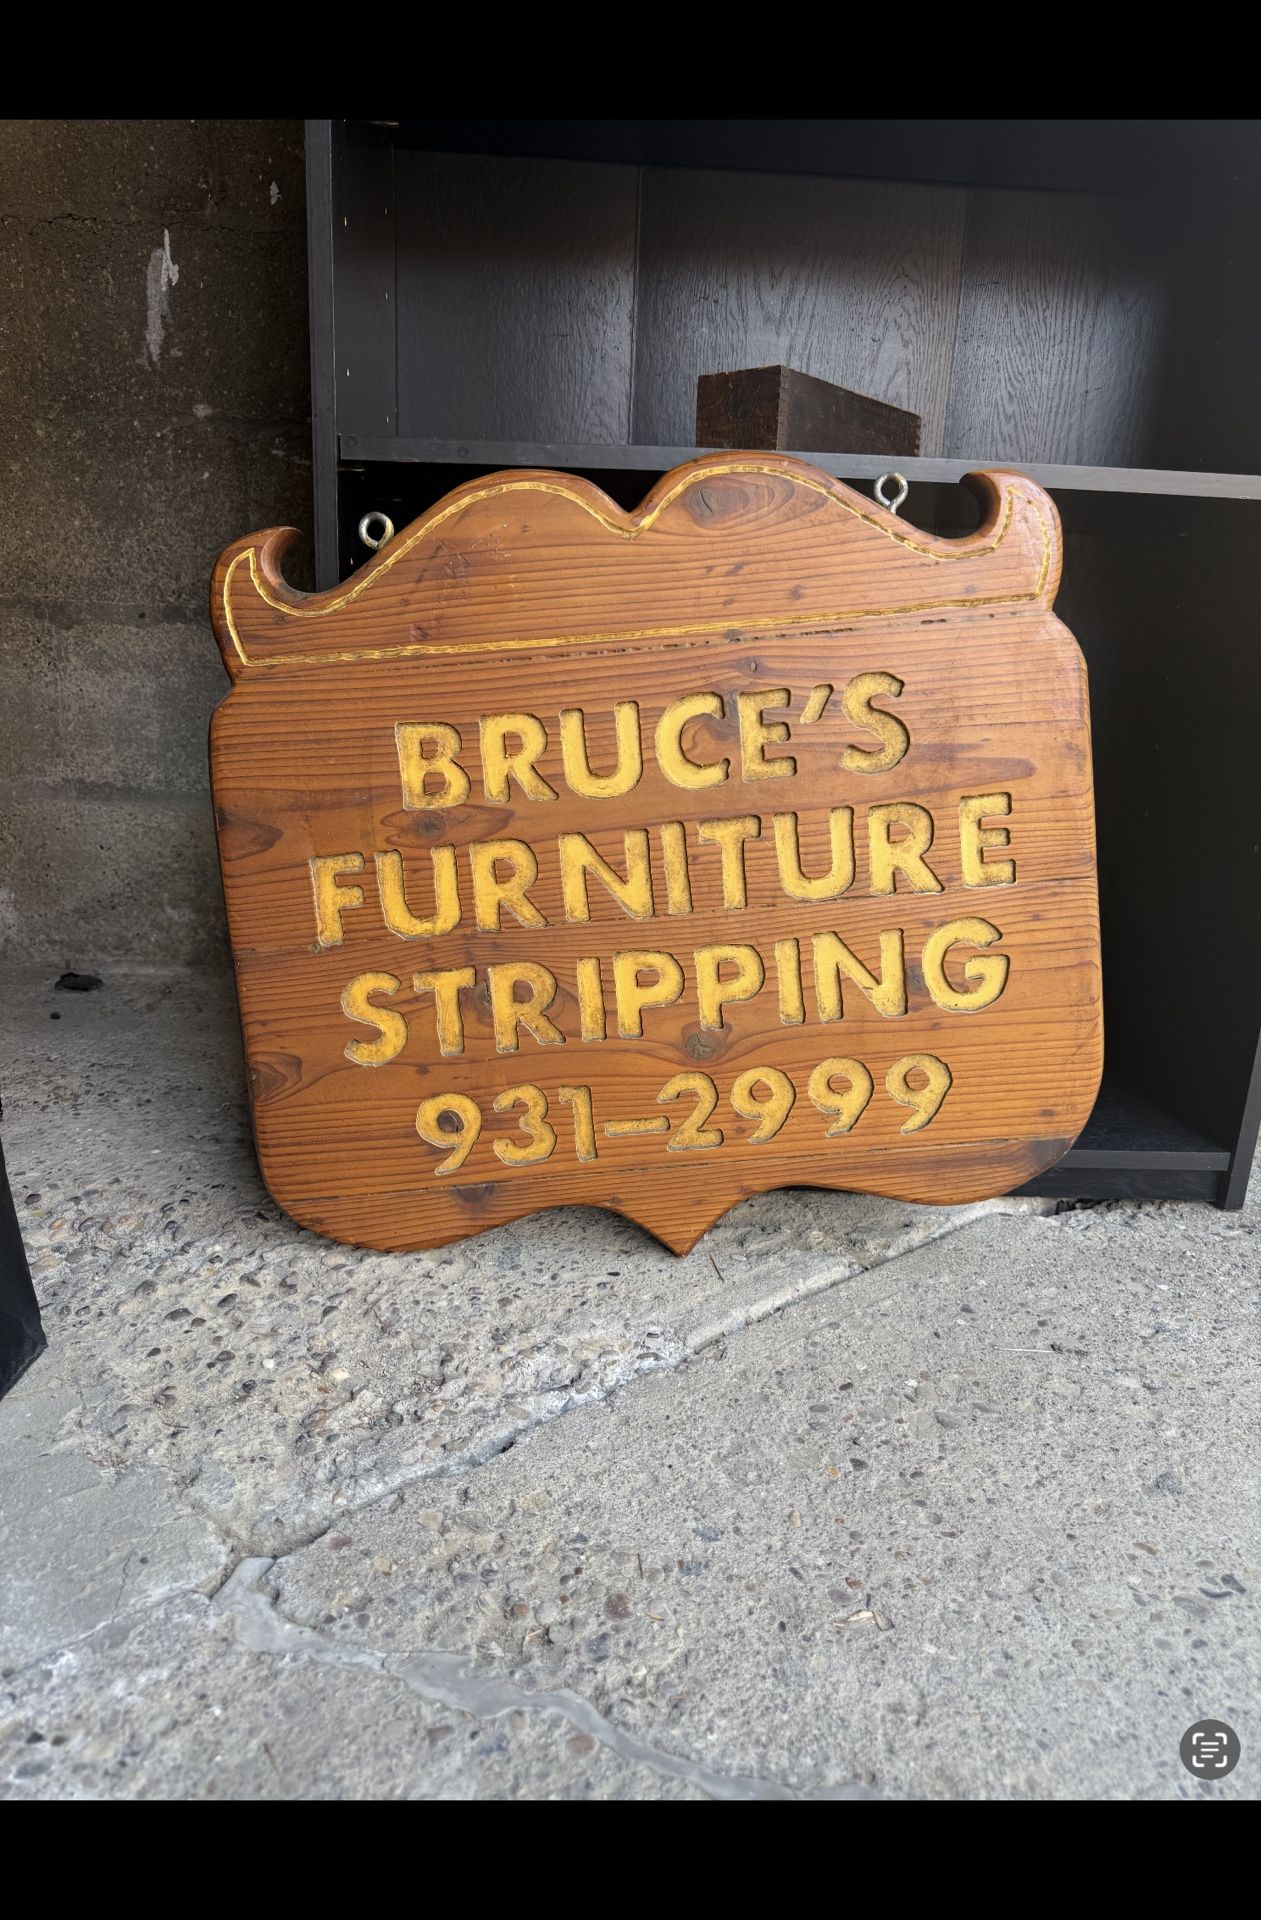 BRUCE'S
FURNITURE
STRIPPING
931-2999